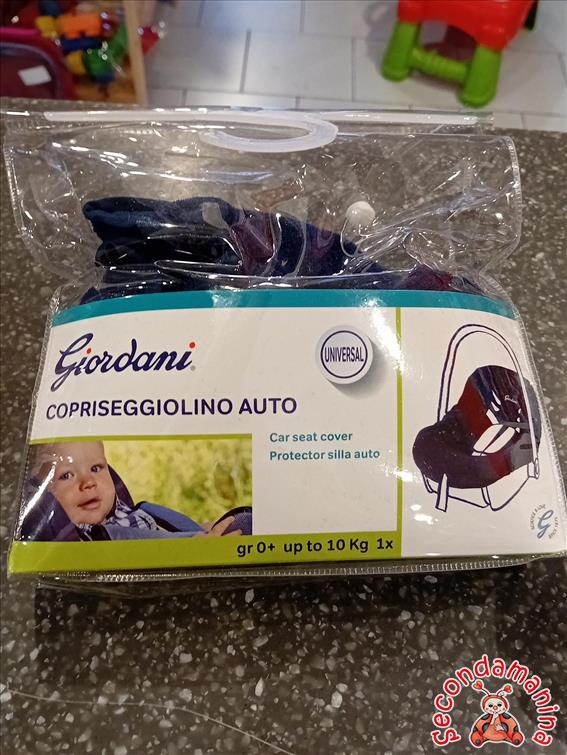 Giordani
UNIVERSAL
COPRISEGGIOLINO AUTO
Car seat cover
Protector silla auto
gr 0+ up to 10 Kg 1x
Secondamanina